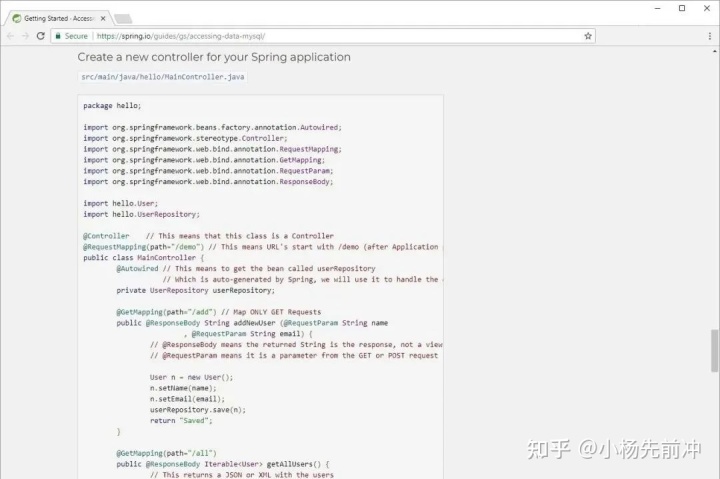 Getting Started · Accessi
Secure https://spring.io/guides/gs/accessing-data-mysql/
Create a new controller for your Spring application
src/main/java/hello/MainController.java
package hello;
import org.springframework.beans.factory.annotation.Autowired;
import org.springframework.stereotype.Controller;
import org.springframework.web.bind.annotation.RequestMapping;
import org.springframework.web.bind.annotation.GetMapping;
import org.springframework.web.bind.annotation.RequestParam;
import org.springframework.web.bind.annotation.ResponseBody;
import hello.User;
import hello.UserRepository;
@Controller // This means that this class is a Controller
@RequestMapping(path="/demo") // This means URL's start with /demo (after Application
public class MainController {
@Autowired // This means to get the bean called userRepository
// Which is auto-generated by Spring, we will use it to handle the
private UserRepository userRepository;
@GetMapping(path="/add") // Map ONLY GET Requests
public @ResponseBody String addNewUser (@RequestParam String name
, @RequestParam String email) {
// @ResponseBody means the returned String is the response, not a view
// @RequestParam means it is a parameter from the GET or POST request
User n = new User();
n.setName(name);
n.setEmail(email);
userRepository.save(n);
return "Saved";
}
@GetMapping(path="/all")
public @ResponseBody Iterable<User> getAllUsers() {
// This returns a JSON or XML with the users
知乎 @小杨先前冲